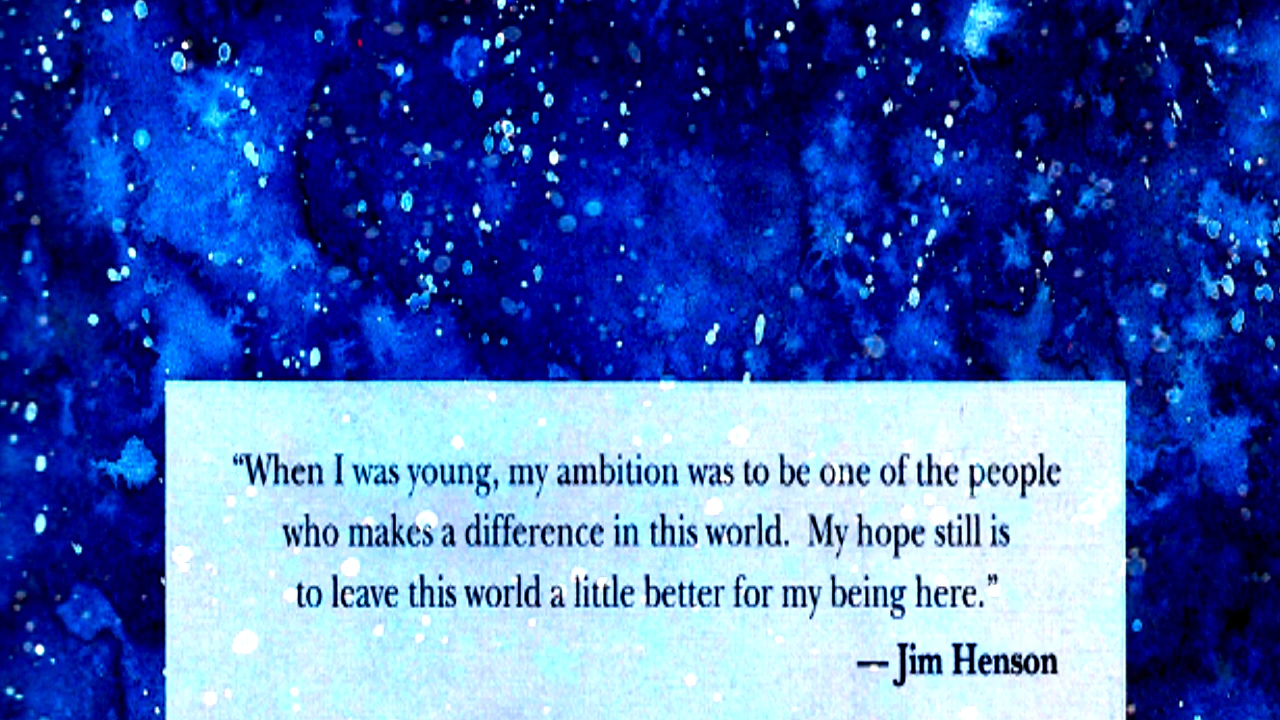 “When I was young, my ambition was to be one of the people
who makes a difference in this world.  My hope still is
to leave this world a little better for my being here.”
— Jim Henson